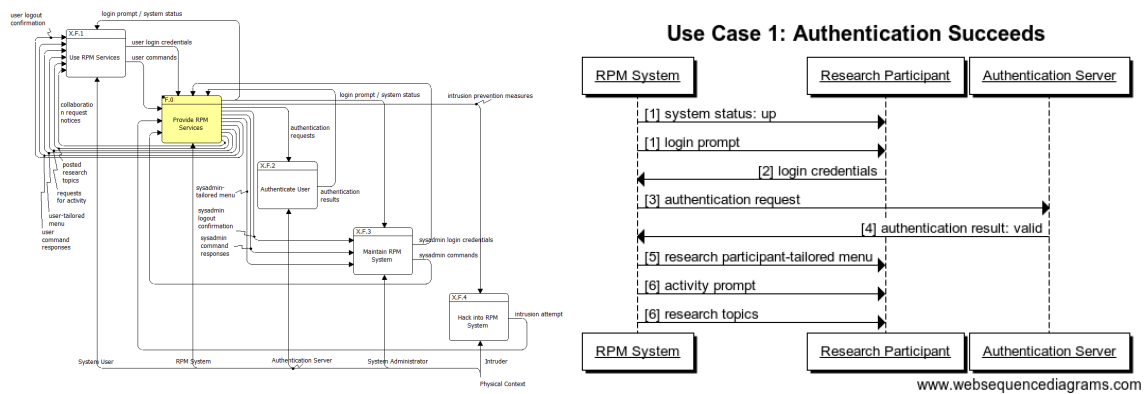 user logout
confirmation
login prompt / system status
X.F.1
Use RPM Services
user login credentials
user commands
collaboratio
n request
notices
F.0
Provide RPM
Services
login prompt / system status
intrusion prevention measures
authentication
requests
posted
research
topics
requests
for activity
user-tailored
menu
user
command
responses
X.F.2
Authenticate User
authentication
results
sysadmin-
tailored menu
sysadmin
logout
confirmation
sysadmin
command
responses
X.F.3
Maintain RPM
System
sysadmin login credentials
sysadmin commands
X.F.4
Hack into RPM
System
intrusion attempt
System User
RPM System
Authentication Server
System Administrator
Intruder
Physical Context
Use Case 1: Authentication Succeeds
RPM System
Research Participant
Authentication Server
[1] system status: up
[1] login prompt
[2] login credentials
[3] authentication request
[4] authentication result: valid
[5] research participant-tailored menu
[6] activity prompt
[6] research topics
RPM System
Research Participant
Authentication Server
www.websequencediagrams.com